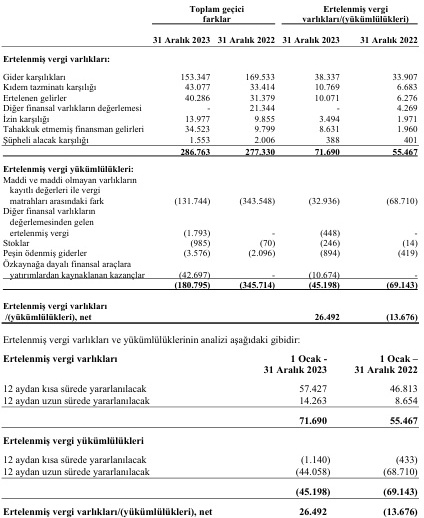 Toplam geçici Ertelenmiş vergi
farklar varlıkları/(yükümlülükleri)
31 Aralık 2023 31 Aralık 2022 31 Aralık 2023 31 Aralık 2022
Ertelenmiş vergi varlıkları:
Gider karşılıkları 153.347 169.533 38.337 33.907
Kıdem tazminatı karşılığı 43.077 33.414 10.769 6.683
Ertelenen gelirler 40.286 31.379 10.071 6.276
Diğer finansal varlıkların değerlemesi - 21.344 - 4.269
İzin karşılığı 13.977 9.855 3.494 1.971
Tahakkuk etmemiş finansman gelirleri 34.523 9.799 8.631 1.960
Şüpheli alacak karşılığı 1.553 2.006 388 401
286.763 277.330 71.690 55.467
Ertelenmiş vergi yükümlülükleri:
Maddi ve maddi olmayan varlıkların
kayıtlı değerleri ile vergi
matrahları arasındaki fark (131.744) (343.548) (32.936) (68.710)
Diğer finansal varlıkların
değerlemesinden gelen
ertelenmiş vergi (1.793) - (448) -
Stoklar (985) (70) (246) (14)
Peşin ödenmiş giderler (3.576) (2.096) (894) (419)
Özkaynağa dayalı finansal araçlara
yatırımlardan kaynaklanan kazançlar (42.697) - (10.674) -
(180.795) (345.714) (45.198) (69.143)
Ertelenmiş vergi varlıkları
/(yükümlülükleri), net 26.492 (13.676)
Ertelenmiş vergi varlıkları ve yükümlülüklerinin analizi aşağıdaki gibidir:
Ertelenmiş vergi varlıkları 1 Ocak - 1 Ocak –
31 Aralık 2023 31 Aralık 2022
12 aydan kısa sürede yararlanılacak 57.427 46.813
12 aydan uzun sürede yararlanılacak 14.263 8.654
71.690 55.467
Ertelenmiş vergi yükümlülükleri
12 aydan kısa sürede yararlanılacak (1.140) (433)
12 aydan uzun sürede yararlanılacak (44.058) (68.710)
(45.198) (69.143)
Ertelenmiş vergi varlıkları/(yükümlülükleri), net 26.492 (13.676)